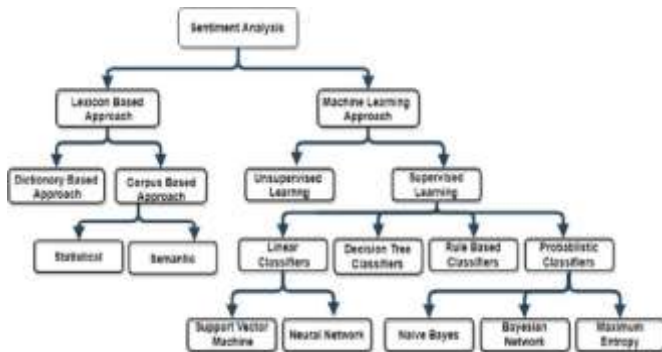 Sentiment Analysis
Lexicon Based
Approach
Machine Learning
Approach
Dictionory Based
Approach
Corpus Based
Approach
Unsupervised
Learning
Supervised
Learning
Statistical
Semantic
Linear
Classifiers
Decision Tree
Classifiers
Rule Based
Classifiers
Probabilistic
Classifiers
Support Vector
Machine
Neural Network
Naive Bayes
Bayesian
Network
Maximum
Entropy